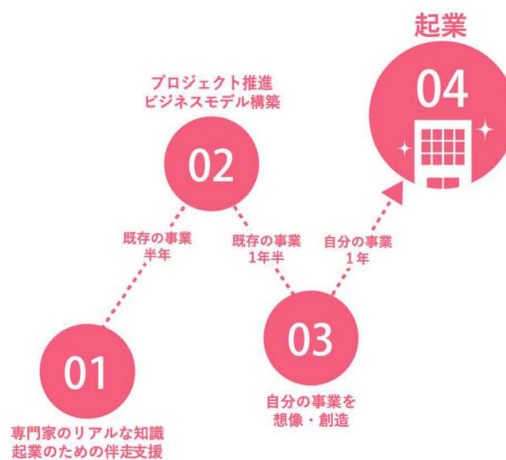 起業
04
プロジェクト推進
ビジネスモデル構築
02
既存の事業
半年
既存の事業
1年半
自分の事業
1年
01
03
専門家のリアルな知識
起業のための伴走支援
自分の事業を
想像・創造